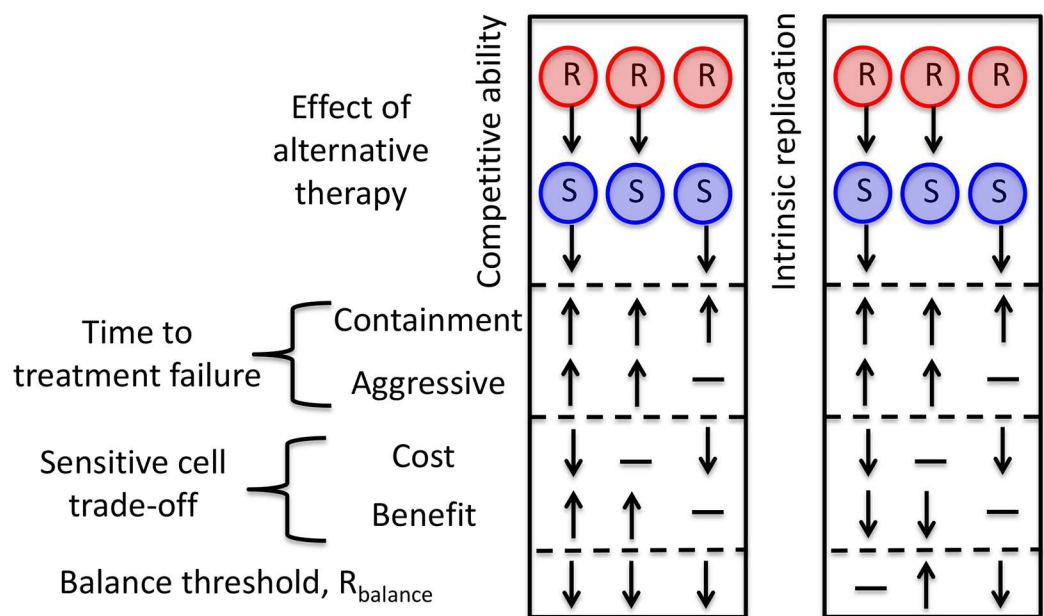 Effect of
alternative
therapy
Competitive ability
R R R
S S S
Intrinsic replication
R R R
S S S
Time to
treatment failure
Containment
Aggressive
Sensitive cell
trade-off
Cost
Benefit
Balance threshold, Rbalance